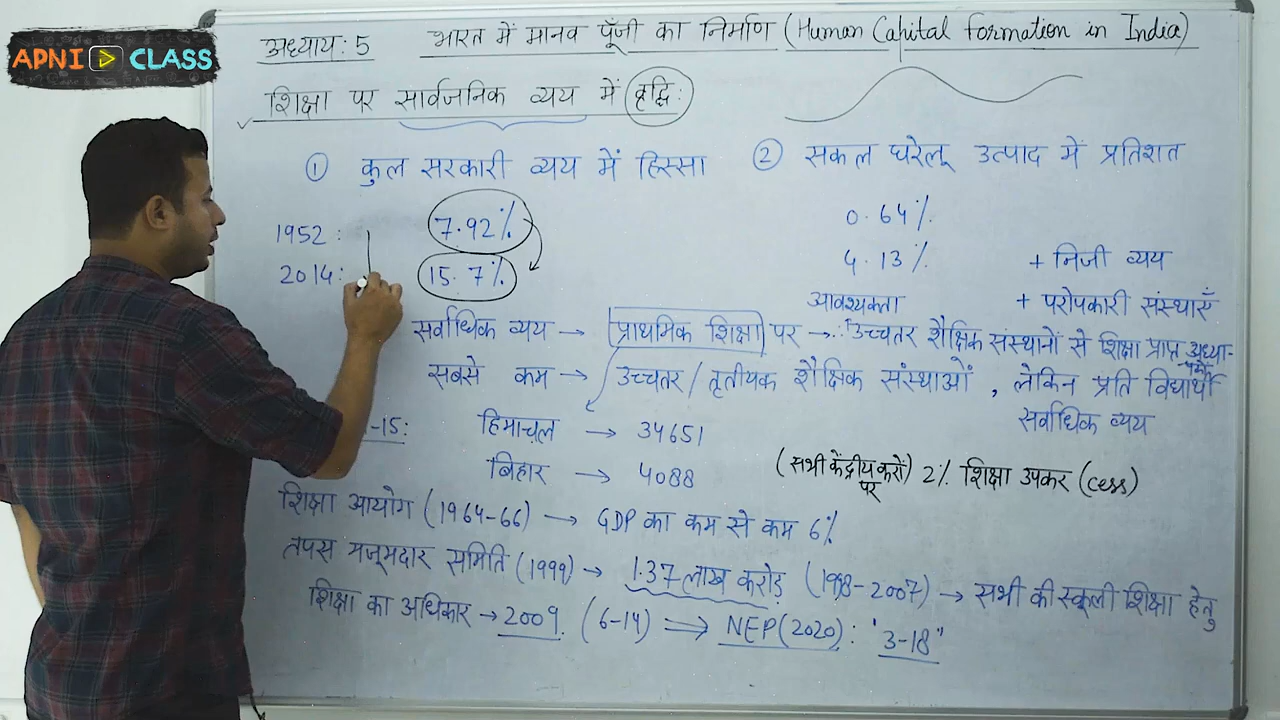 APNI CLASS
अध्याय: 5 भारत में मानव पूँजी का निर्माण (Human Capital Formation in India)
शिक्षा पर सार्वजनिक व्यय में वृद्धि:
① कुल सरकारी व्यय में हिस्सा ② सकल घरेलू उत्पाद में प्रतिशत
1952: 7.92% 0.64%
2014: 15.7% 4.13% + निजी व्यय
आवश्यकता + परोपकारी संस्थाएँ
सर्वाधिक व्यय → प्राथमिक शिक्षा पर → ∵ उच्चतर शैक्षिक संस्थानों से शिक्षा प्राप्त अध्यापकों
सबसे कम → उच्चतर / तृतीयक शैक्षिक संस्थाओं , लेकिन प्रति विद्यार्थी
सर्वाधिक व्यय
-15: हिमाचल → 34651
बिहार → 4088 (सभी केंद्रीय करों पर) 2% शिक्षा उपकर (cess)
शिक्षा आयोग (1964-66) → GDP का कम से कम 6%
तपस मजूमदार समिति (1999) → 1.37 लाख करोड़ (1998-2007) → सभी की स्कूली शिक्षा हेतु
शिक्षा का अधिकार → 2009 (6-14) ⇒ NEP(2020): "3-18"